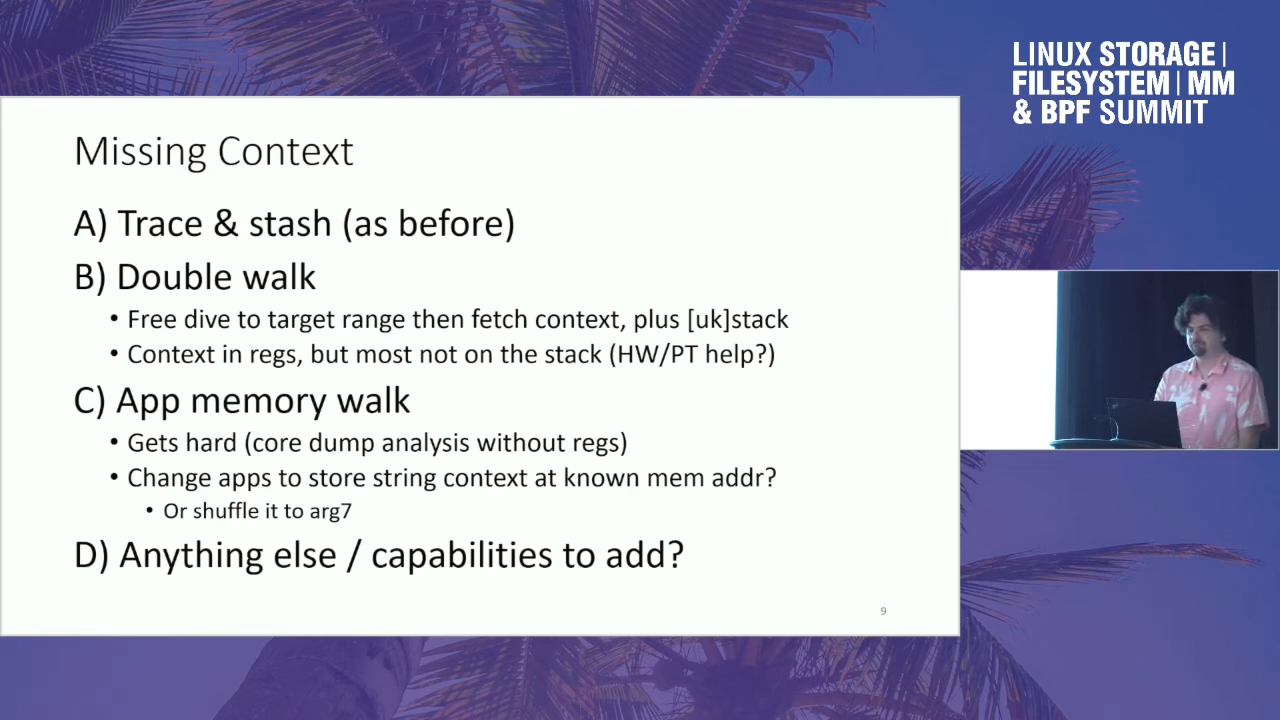 LINUX STORAGE |
FILESYSTEM | MM
& BPF SUMMIT
Missing Context
A) Trace & stash (as before)
B) Double walk
• Free dive to target range then fetch context, plus [uk]stack
• Context in regs, but most not on the stack (HW/PT help?)
C) App memory walk
• Gets hard (core dump analysis without regs)
• Change apps to store string context at known mem addr?
• Or shuffle it to arg7
D) Anything else / capabilities to add?
9